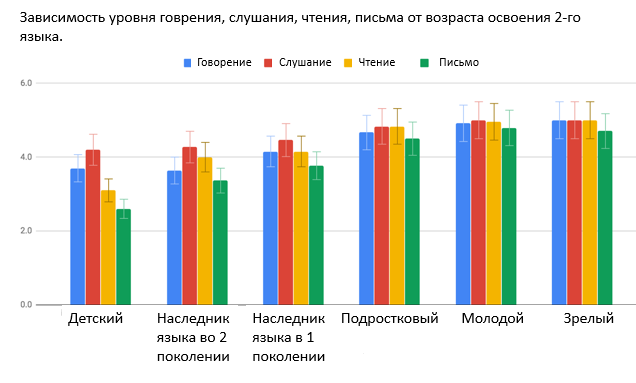 Зависимость уровня говрения, слушания, чтения, письма от возраста освоения 2-го
языка.
Говорение Слушание Чтение Письмо
6.0
4.0
2.0
0.0
Детский
Наследник
языка во 2
поколении
Наследник
языка в 1
поколении
Подростковый
Молодой
Зрелый